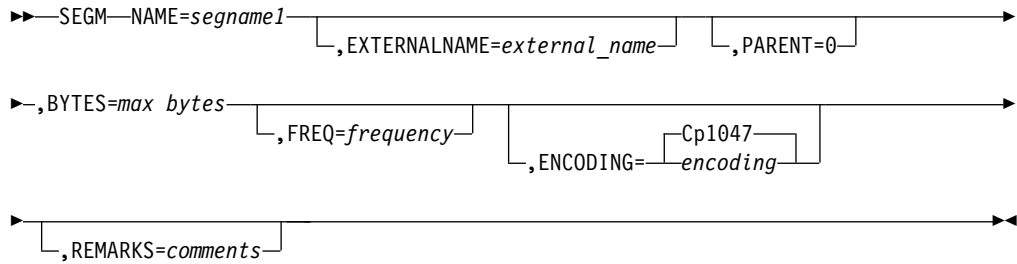 SEGM NAME=segname1
,EXTERNALNAME=external_name
,PARENT=0
,BYTES=max bytes
,FREQ=frequency
,ENCODING=
Cp1047
encoding
,REMARKS=comments